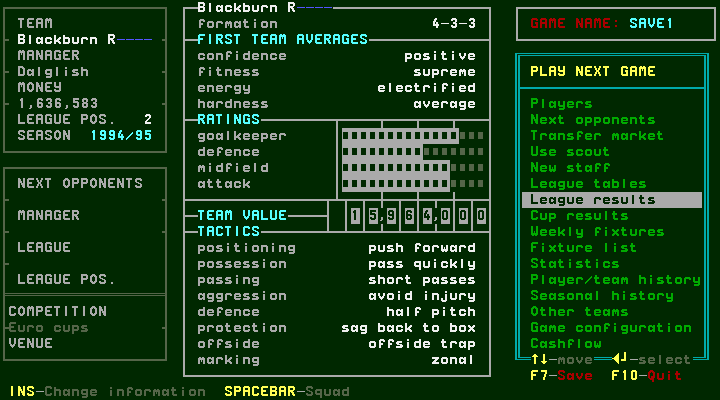 TEAM
Blackburn R
MANAGER
Dalglish
MONEY
1,636,583
LEAGUE POS. 2
SEASON 1994/95
NEXT OPPONENTS
MANAGER
LEAGUE
LEAGUE POS.
COMPETITION
Euro cups
VENUE
Blackburn R
formation 4-3-3
FIRST TEAM AVERAGES
confidence positive
fitness supreme
energy electrified
hardness average
RATINGS
goalkeeper
defence
midfield
attack
TEAM VALUE 15,964,000
TACTICS
positioning push forward
possession pass quickly
passing short passes
aggression avoid injury
defence half pitch
protection sag back to box
offside offside trap
marking zonal
GAME NAME: SAVE1
PLAY NEXT GAME
Players
Next opponents
Transfer market
Use scout
New staff
League tables
League results
Cup results
Weekly fixtures
Fixture list
Statistics
Player/team history
Seasonal history
Other teams
Game configuration
Cashflow
↑↓-move ◄┘-select
F7-Save F10-Quit
INS-Change information SPACEBAR-Squad